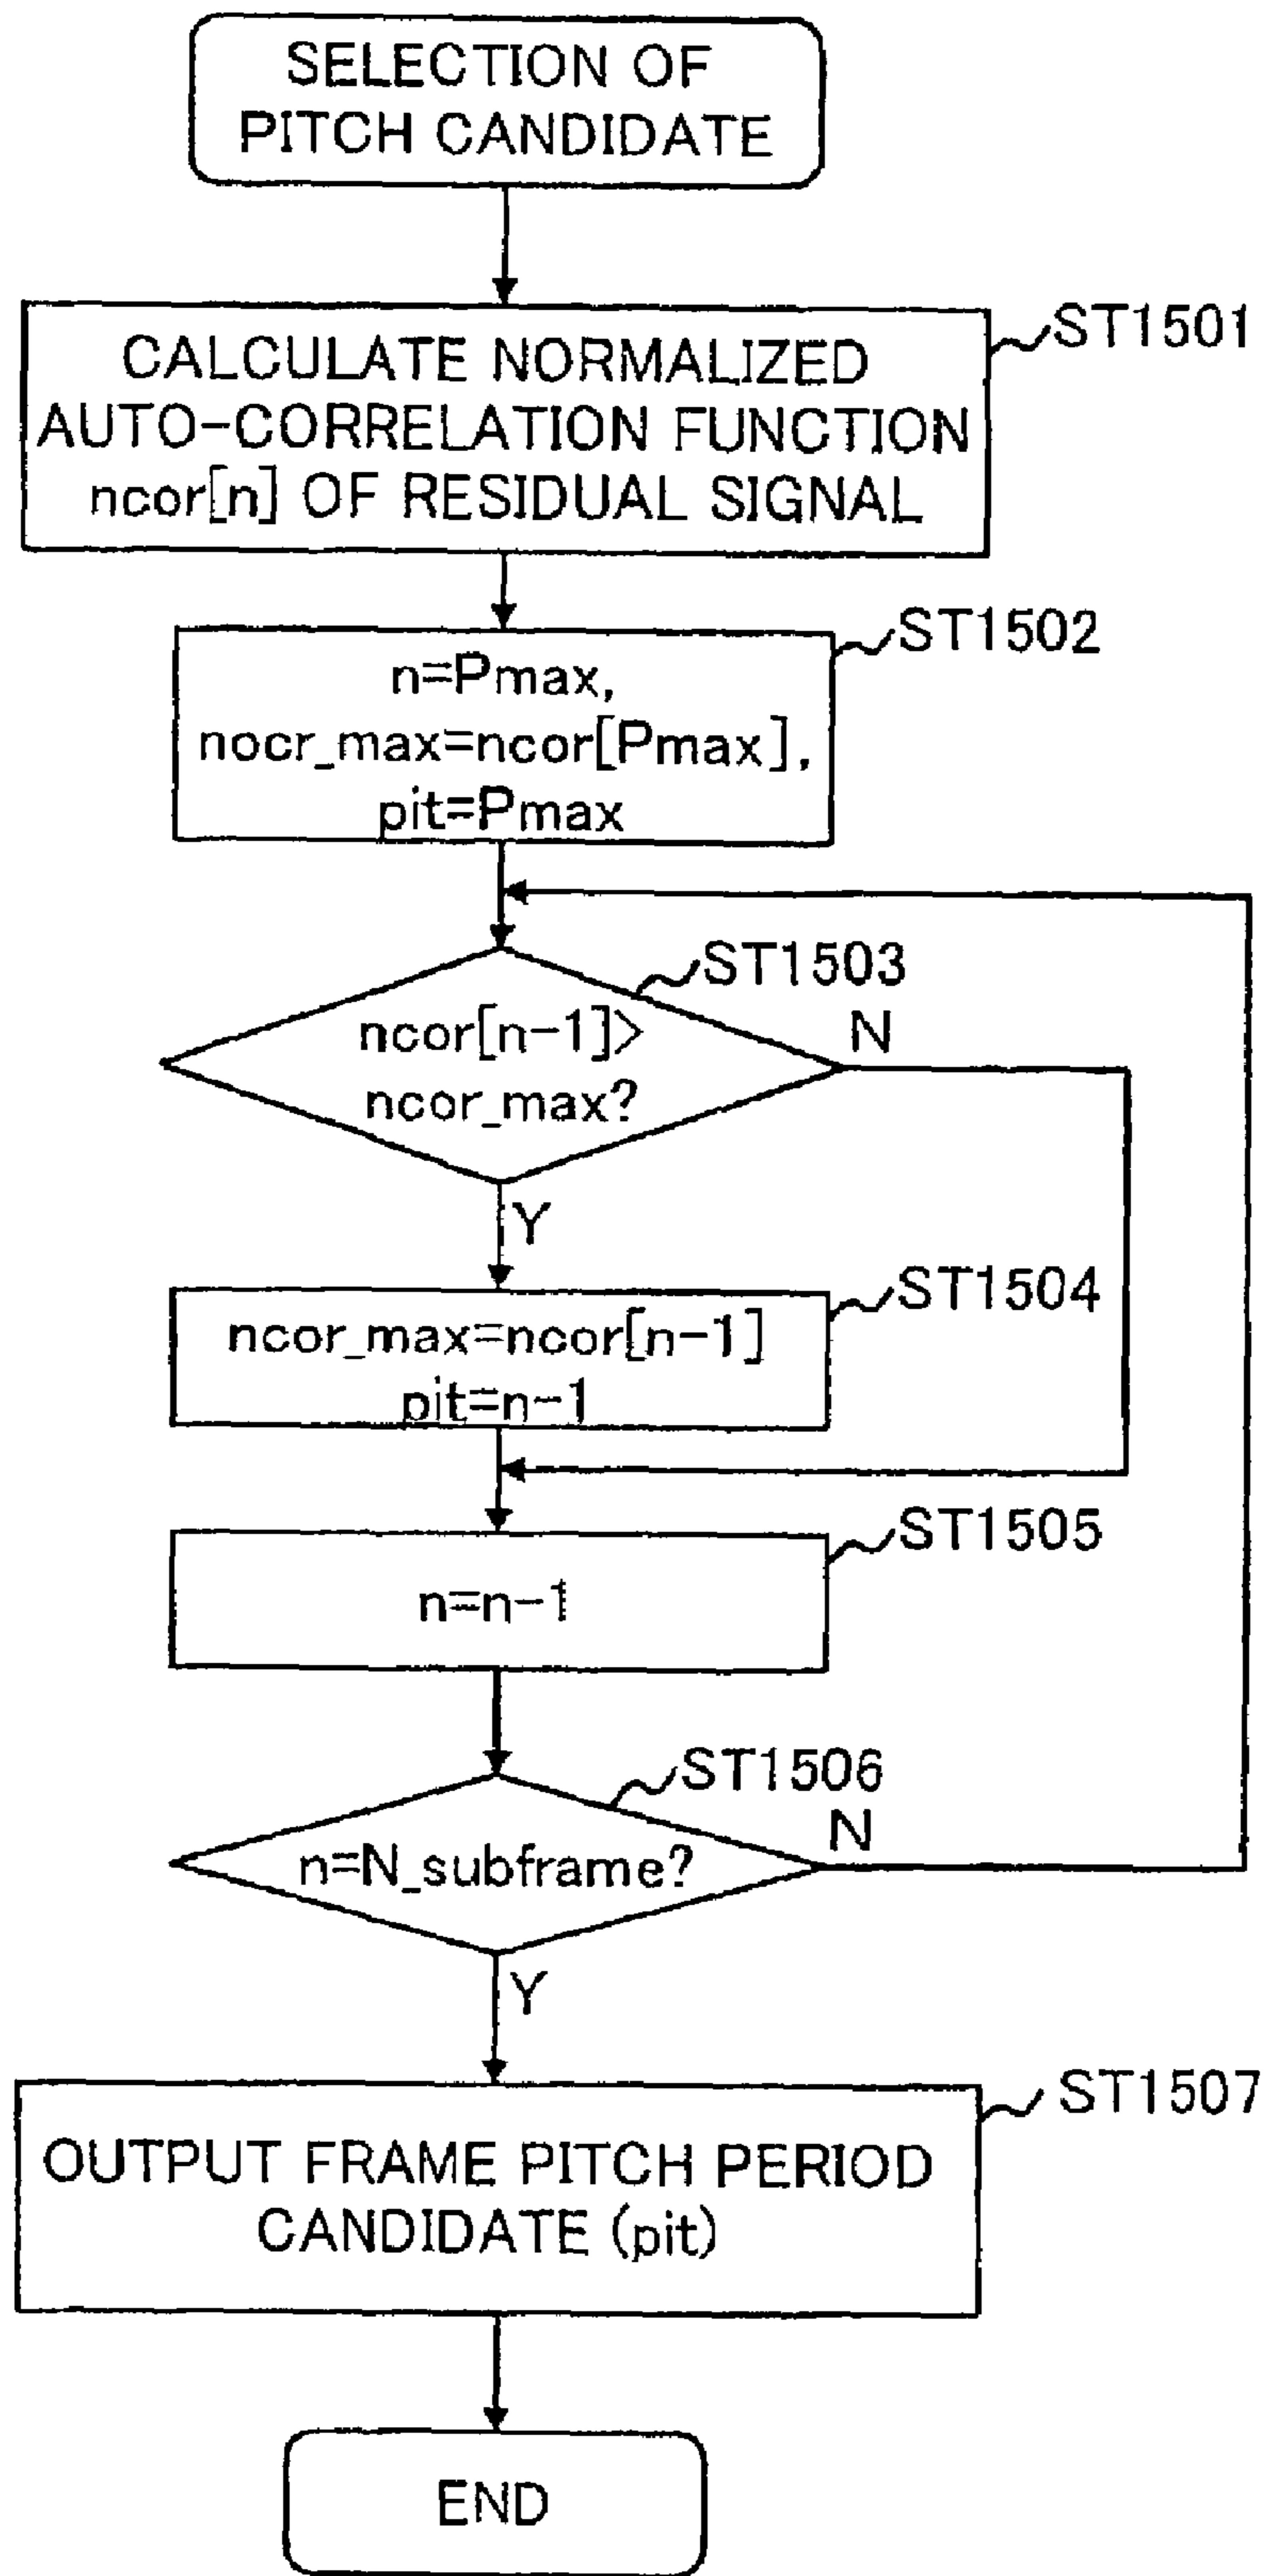 SELECTION OF
PITCH CANDIDATE
ST1501
CALCULATE NORMALIZED
AUTO-CORRELATION FUNCTION
ncor[n] OF RESIDUAL SIGNAL
ST1502
n=Pmax,
nocr_max=ncor[Pmax],
pit=Pmax
ST1503
ncor[n-1]>
ncor_max?
N
Y
ST1504
ncor_max=ncor[n-1]
pit=n-1
ST1505
n=n-1
ST1506
n=N_subframe?
N
Y
ST1507
OUTPUT FRAME PITCH PERIOD
CANDIDATE (pit)
END